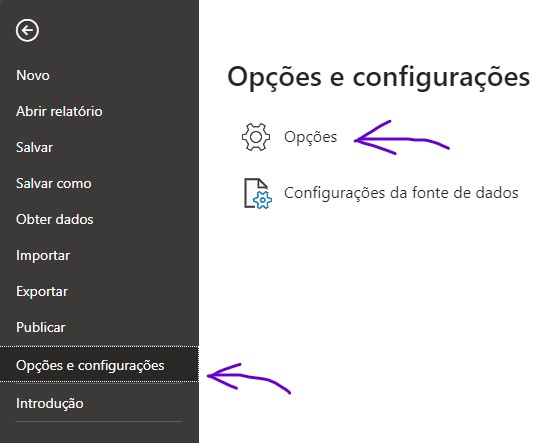 Novo
Abrir relatório
Salvar
Salvar como
Obter dados
Importar
Exportar
Publicar
Opções e configurações
Introdução
Opções e configurações
Opções
Configurações da fonte de dados